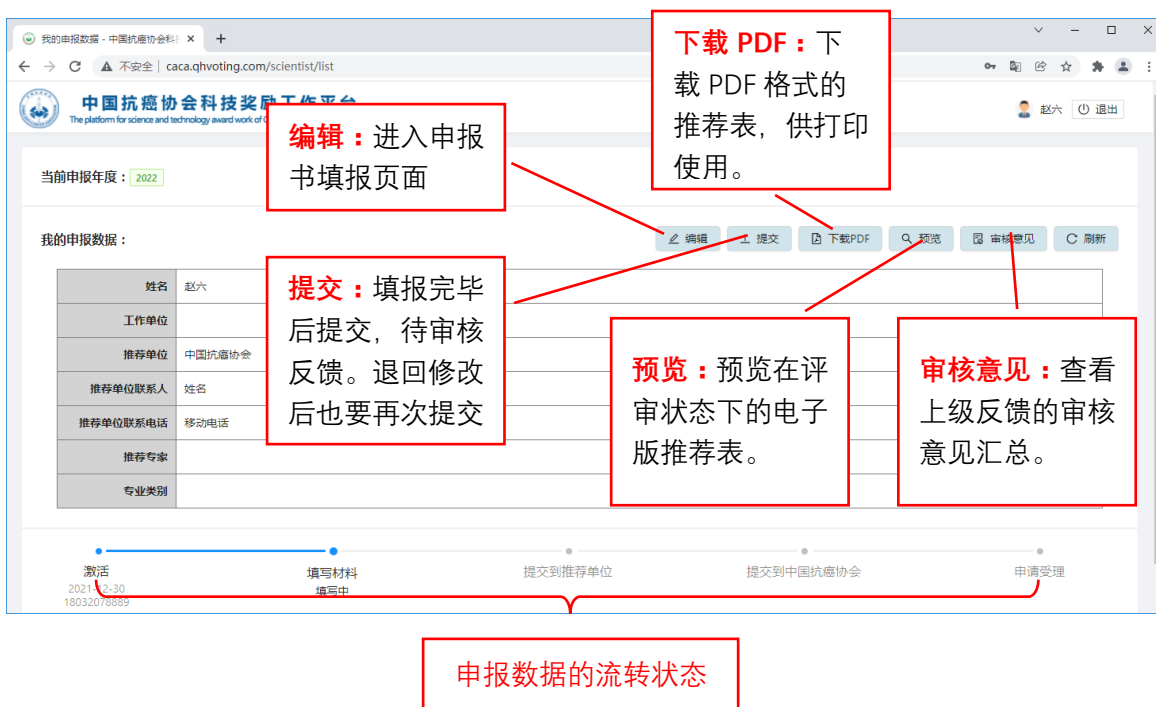 我的申报数据 - 中国抗癌协会科
不安全 | caca.qhvoting.com/scientist/list
中国抗癌协会科技奖励工作平台
The platform for science and technology award work of
赵六 退出
下载 PDF：下
载 PDF 格式的
推荐表，供打印
使用。
编辑：进入申报
书填报页面
当前申报年度： 2022
我的申报数据：
编辑 提交 下载PDF 预览 审核意见 刷新
姓名 赵六
工作单位
推荐单位 中国抗癌协会
推荐单位联系人 姓名
推荐单位联系电话 移动电话
推荐专家
专业类别
提交：填报完毕
后提交，待审核
反馈。退回修改
后也要再次提交
预览：预览在评
审状态下的电子
版推荐表。
审核意见：查看
上级反馈的审核
意见汇总。
激活 填写材料 提交到推荐单位 提交到中国抗癌协会 申请受理
2021-12-30 填写中
18032078889
申报数据的流转状态